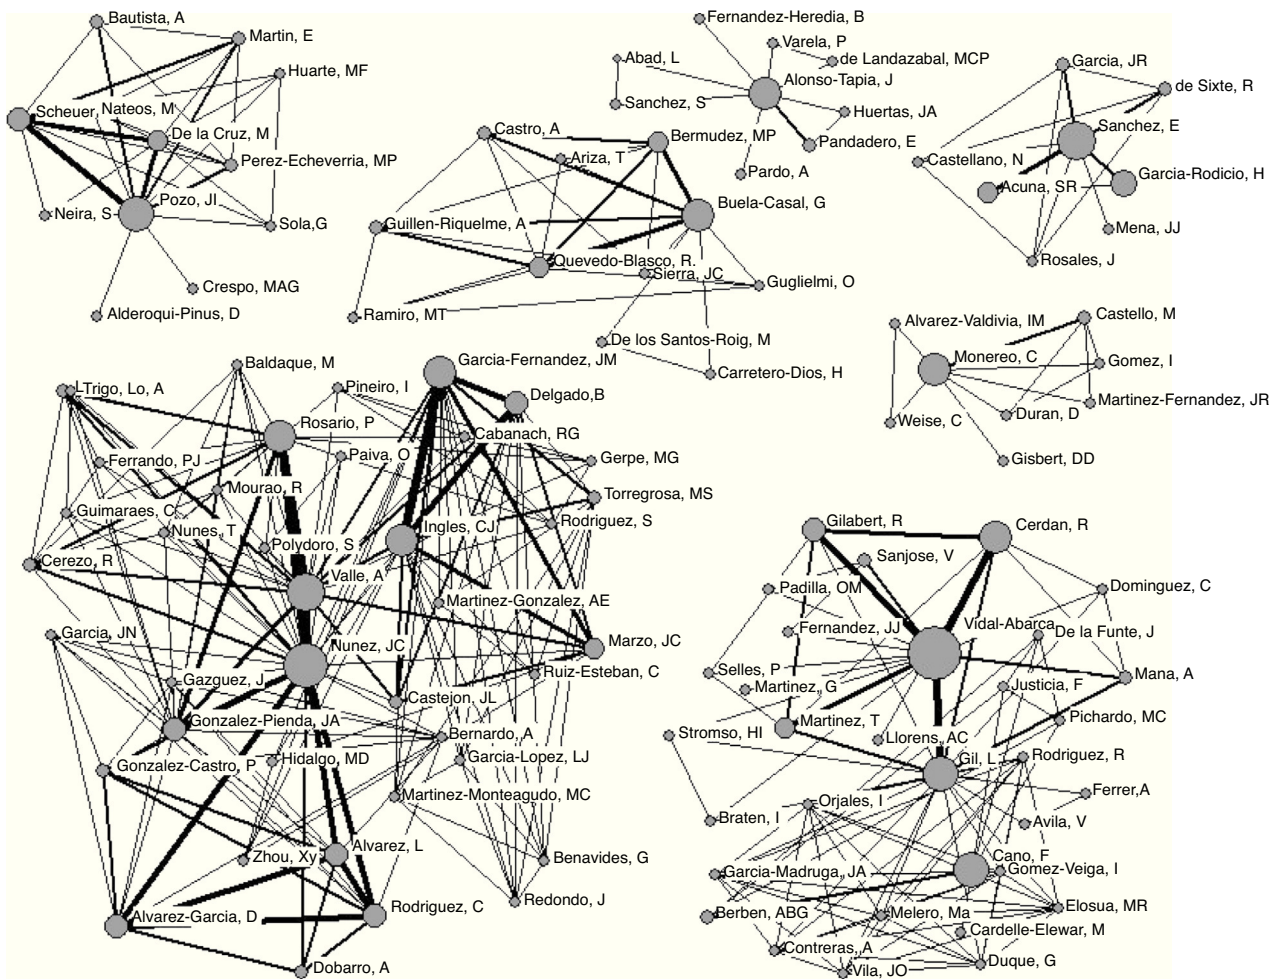 Bautista, A
Martin, E
Huarte, MF
Scheuer, N
Mateos, M
De la Cruz, M
Perez-Echeverria, MP
Neira, S
Pozo, JI
Sola,G
Crespo, MAG
Alderoqui-Pinus, D
Fernandez-Heredia, B
Varela, P
Abad, L
de Landazabal, MCP
Alonso-Tapia, J
Sanchez, S
Huertas, JA
Pandadero, E
Pardo, A
Castro, A
Bermudez, MP
Ariza, T
Buela-Casal, G
Guillen-Riquelme, A
Quevedo-Blasco, R.
Sierra, JC
Guglielmi, O
Ramiro, MT
De los Santos-Roig, M
Carretero-Dios, H
Garcia, JR
de Sixte, R
Sanchez, E
Castellano, N
Acuna, SR
Garcia-Rodicio, H
Mena, JJ
Rosales, J
Alvarez-Valdivia, IM
Castello, M
Monereo, C
Gomez, I
Martinez-Fernandez, JR
Weise, C
Duran, D
Gisbert, DD
Baldaque, M
Garcia-Fernandez, JM
LTrigo, Lo, A
Pineiro, I
Delgado,B
Rosario, P
Cabanach, RG
Ferrando, PJ
Paiva, O
Gerpe, MG
Mourao, R
Torregrosa, MS
Guimaraes, C
Nunes, T
Ingles, CJ
Rodriguez, S
Polydoro, S
Cerezo, R
Valle, A
Martinez-Gonzalez, AE
Garcia, JN
Nunez, JC
Marzo, JC
Gazguez, J
Ruiz-Esteban, C
Castejon, JL
Gonzalez-Pienda, JA
Bernardo, A
Gonzalez-Castro, P
Hidalgo, MD
Garcia-Lopez, LJ
Martinez-Monteagudo, MC
Zhou, Xy
Alvarez, L
Benavides, G
Alvarez-Garcia, D
Rodriguez, C
Redondo, J
Dobarro, A
Gilabert, R
Cerdan, R
Sanjose, V
Padilla, OM
Dominguez, C
Fernandez, JJ
Vidal-Abarca
De la Funte, J
Selles, P
Martinez, G
Justicia, F
Mana, A
Martinez, T
Pichardo, MC
Stromso, HI
Llorens, AC
Gil, L
Rodriguez, R
Orjales, I
Ferrer,A
Braten, I
Avila, V
Cano, F
Garcia-Madruga, JA
Gomez-Veiga, I
Berben, ABG
Melero, Ma
Elosua, MR
Cardelle-Elewar, M
Contreras, A
Vila, JO
Duque, G